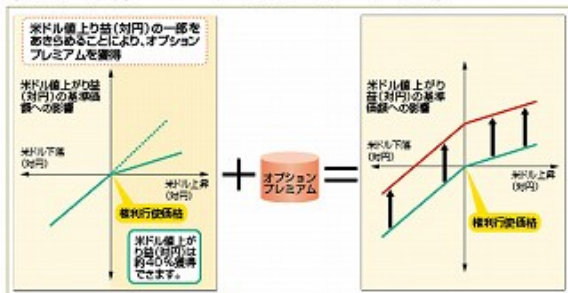 米ドル値上り益(対円)の一部を
あきらめることにより、オプション
プレミアムを獲得
米ドル値上がり益
(対円)の基準価
額への影響
米ドル下落
(対円)
米ドル上昇
(対円)
権利行使価格
米ドル値上が
り益(対円)は
約40%獲得
できます。
+
オプション
プレミアム
=
米ドル値上がり
益(対円)の基準
価額への影響
米ドル下落
(対円)
米ドル上昇
(対円)
権利行使価格